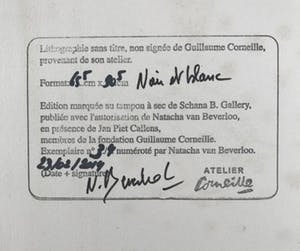 Lithographie sans titre, non signée de Guillaume Corneille,
provenant de son atelier.
Format: 65 cm x cm Noir et blanc
Edition marquée au tampon à sec de Schana B. Gallery,
publiée avec l'autorisation de Natacha van Beverloo,
en présence de Jan Piet Callens,
membres de la fondation Guillaume Corneille.
Exemplaire n° numéroté par Natacha van Beverloo.
(Date + signature)
ATELIER
Corneille